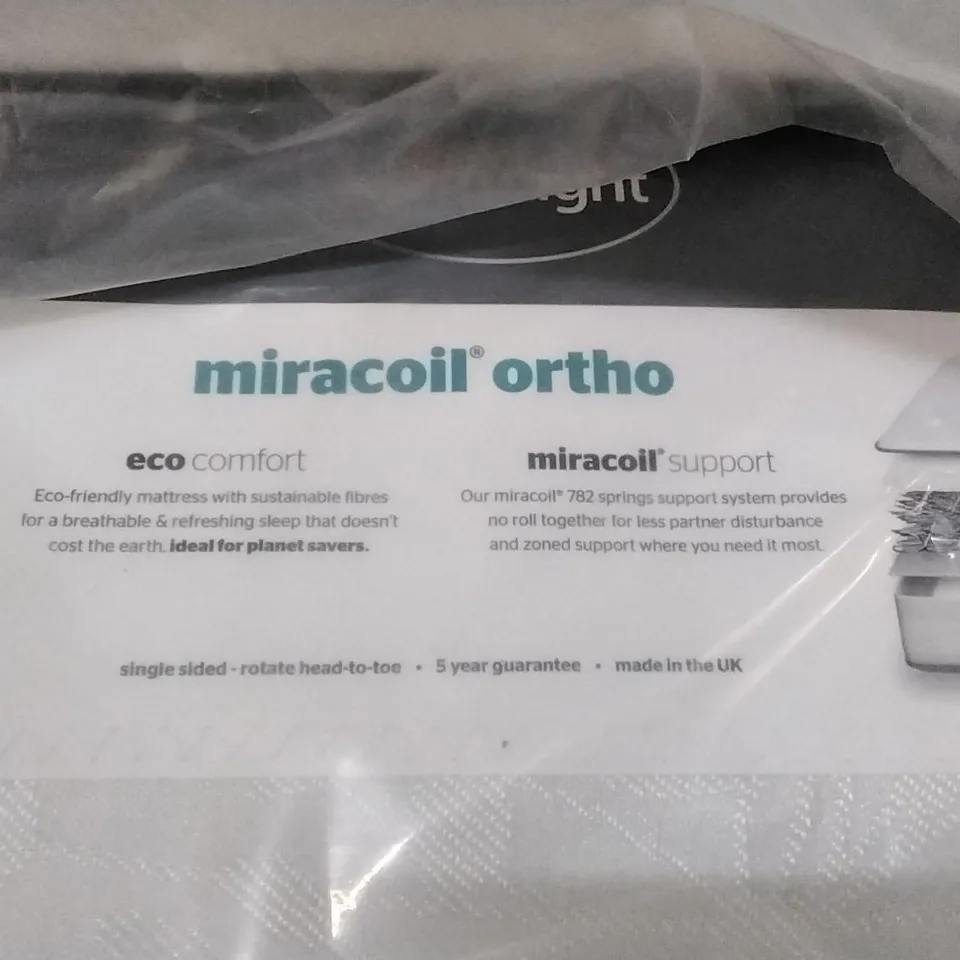 miracoil® ortho
eco comfort
Eco-friendly mattress with sustainable fibres
for a breathable & refreshing sleep that doesn't
cost the earth. ideal for planet savers.
miracoil® support
Our miracoil® 782 springs support system provides
no roll together for less partner disturbance
and zoned support where you need it most.
single sided - rotate head-to-toe • 5 year guarantee • made in the UK